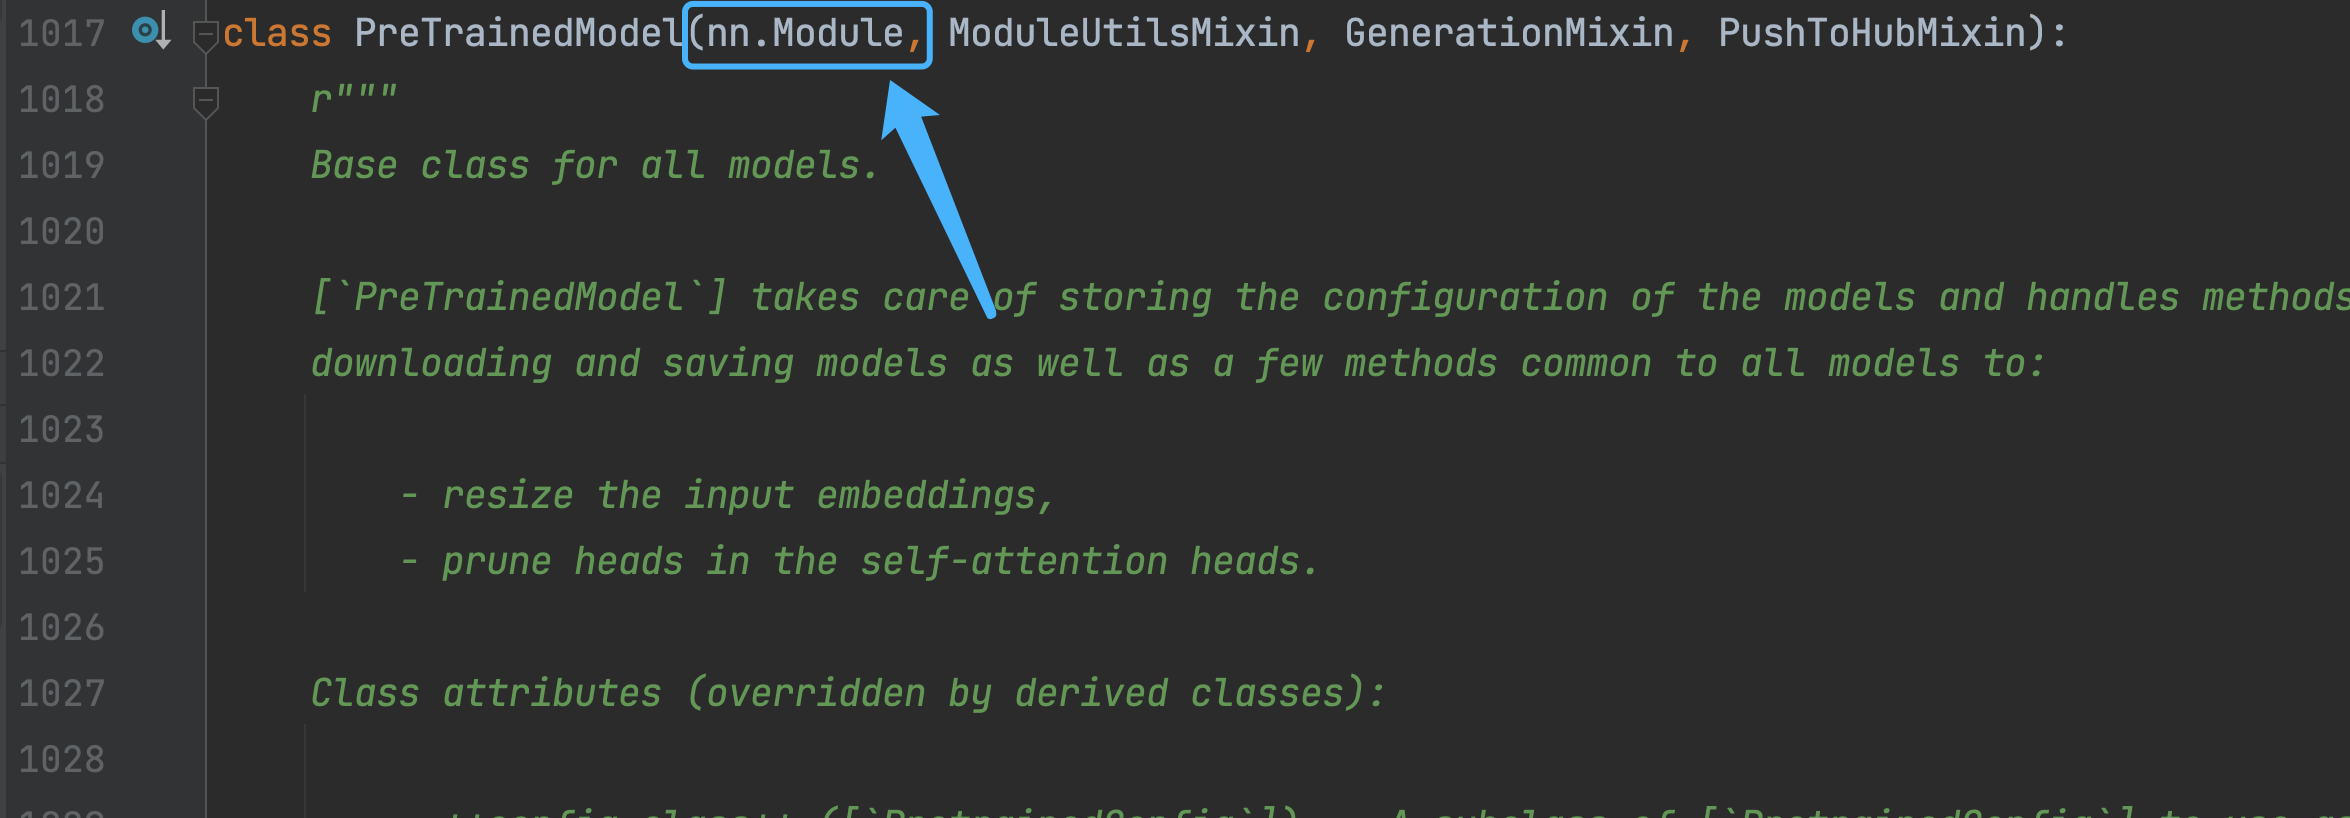 1017 class PreTrainedModel(nn.Module, ModuleUtilsMixin, GenerationMixin, PushToHubMixin):
1018 r"""
1019 Base class for all models.
1020
1021 [`PreTrainedModel`] takes care of storing the configuration of the models and handles methods
1022 downloading and saving models as well as a few methods common to all models to:
1023
1024 - resize the input embeddings,
1025 - prune heads in the self-attention heads.
1026
1027 Class attributes (overridden by derived classes):
1028